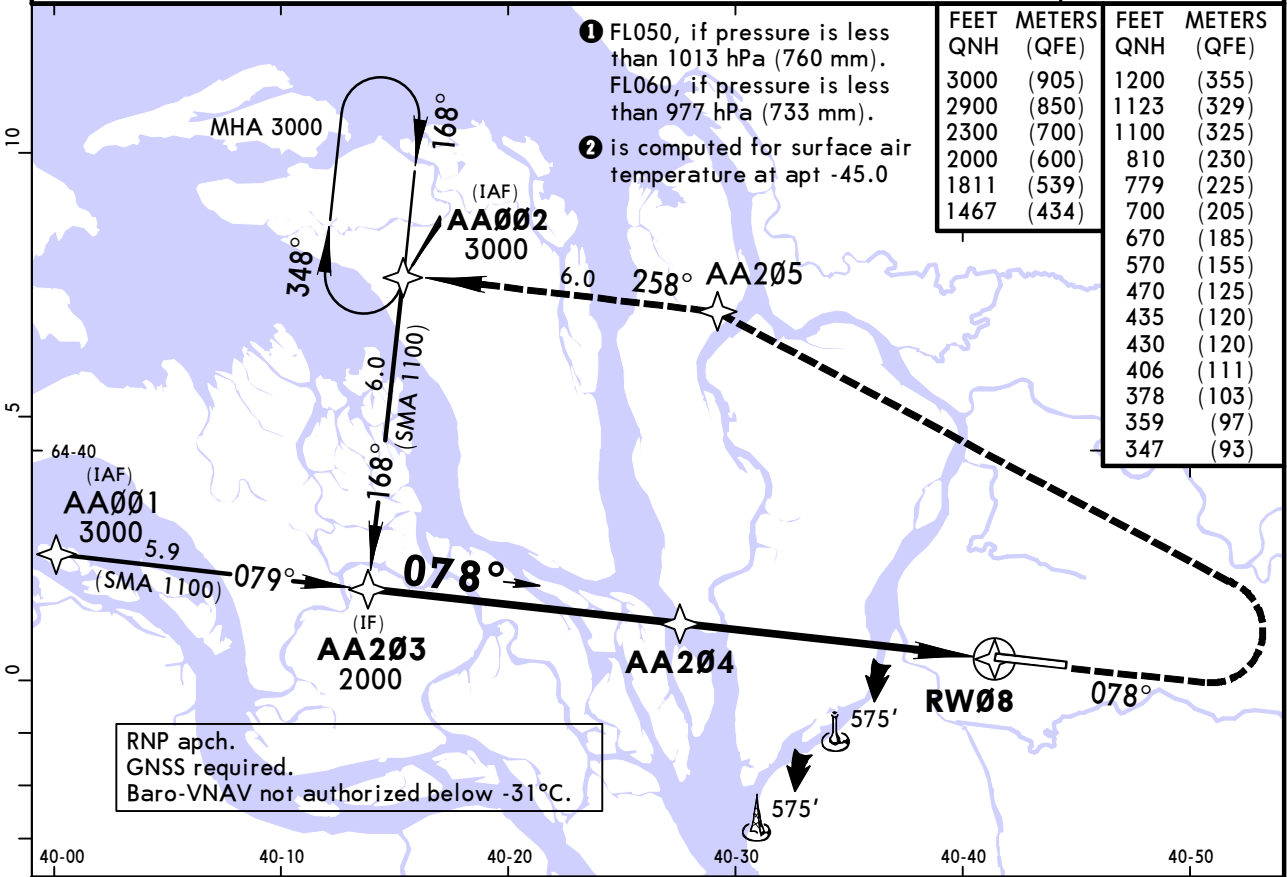 ❶ FL050, if pressure is less
than 1013 hPa (760 mm).
FL060, if pressure is less
than 977 hPa (733 mm).
❷ is computed for surface air
temperature at apt -45.0
FEET METERS
QNH (QFE)
3000 (905)
2900 (850)
2300 (700)
2000 (600)
1811 (539)
1467 (434)
FEET METERS
QNH (QFE)
1200 (355)
1123 (329)
1100 (325)
810 (230)
779 (225)
700 (205)
670 (185)
570 (155)
470 (125)
435 (120)
430 (120)
406 (111)
378 (103)
359 (97)
347 (93)
10
MHA 3000
168°
348°
(IAF)
AAØØ2
3000
6.0
258°
AA2Ø5
6.0
(SMA 1100)
168°
5
64-40
(IAF)
AAØØ1
3000
5.9
(SMA 1100)
079°
078°
(IF)
AA2Ø3
2000
AA2Ø4
RWØ8
078°
0
575'
575'
RNP apch.
GNSS required.
Baro-VNAV not authorized below -31°C.
40-00
40-10
40-20
40-30
40-40
40-50